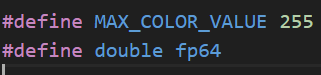 #define MAX_COLOR_VALUE 255
#define double fp64